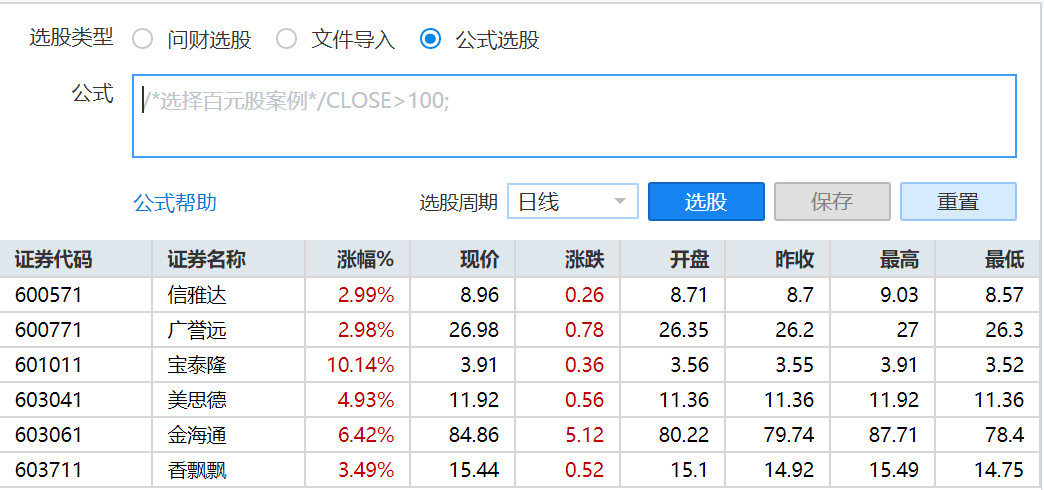 选股类型 问财选股 文件导入 公式选股
公式 /*选择百元股案例*/CLOSE>100;
公式帮助 选股周期 日线 选股 保存 重置
证券代码 证券名称 涨幅% 现价 涨跌 开盘 昨收 最高 最低
600571 信雅达 2.99% 8.96 0.26 8.71 8.7 9.03 8.57
600771 广誉远 2.98% 26.98 0.78 26.35 26.2 27 26.3
601011 宝泰隆 10.14% 3.91 0.36 3.56 3.55 3.91 3.52
603041 美思德 4.93% 11.92 0.56 11.36 11.36 11.92 11.36
603061 金海通 6.42% 84.86 5.12 80.22 79.74 87.71 78.4
603711 香飘飘 3.49% 15.44 0.52 15.1 14.92 15.49 14.75